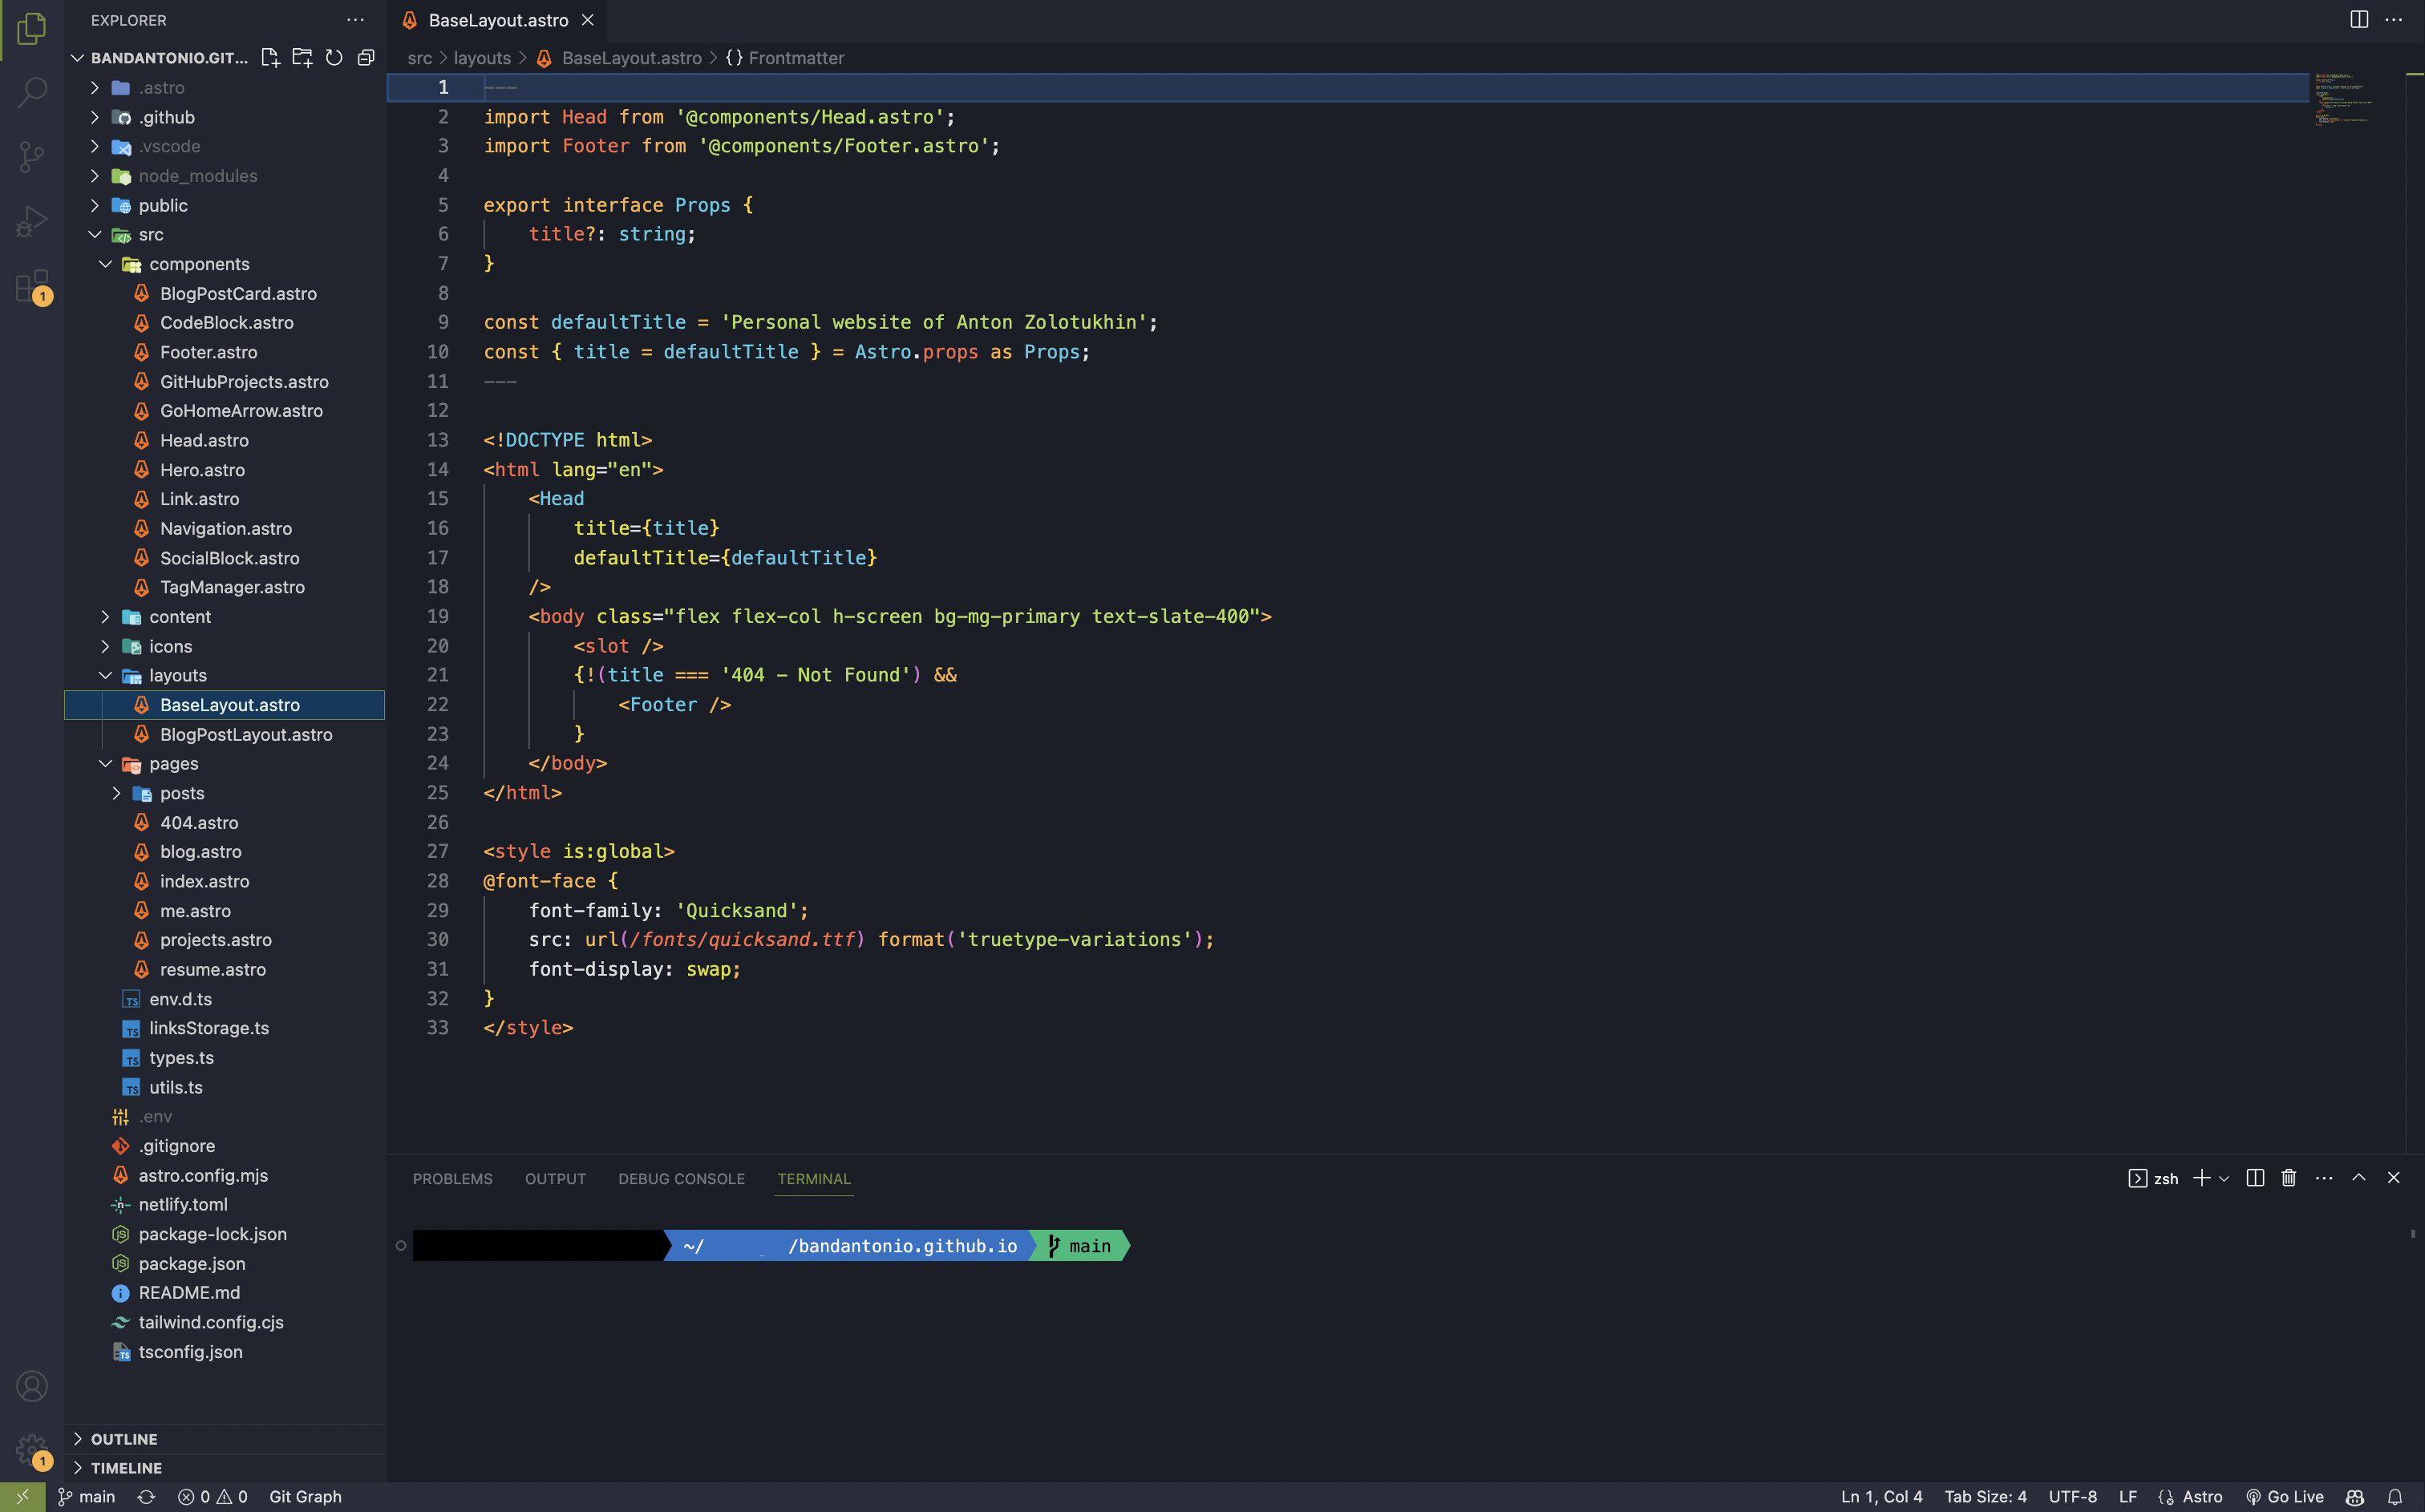 EXPLORER
BANDANTONIO.GIT...
.astro
.github
.vscode
node_modules
public
src
components
BlogPostCard.astro
CodeBlock.astro
Footer.astro
GitHubProjects.astro
GoHomeArrow.astro
Head.astro
Hero.astro
Link.astro
Navigation.astro
SocialBlock.astro
TagManager.astro
content
icons
layouts
BaseLayout.astro
BlogPostLayout.astro
pages
posts
404.astro
blog.astro
index.astro
me.astro
projects.astro
resume.astro
env.d.ts
linksStorage.ts
types.ts
utils.ts
.env
.gitignore
astro.config.mjs
netlify.toml
package-lock.json
package.json
README.md
tailwind.config.cjs
tsconfig.json
OUTLINE
TIMELINE
1
1
BaseLayout.astro
src > layouts > BaseLayout.astro > {} Frontmatter
1 ---
2 import Head from '@components/Head.astro';
3 import Footer from '@components/Footer.astro';
4
5 export interface Props {
6     title?: string;
7 }
8
9 const defaultTitle = 'Personal website of Anton Zolotukhin';
10 const { title = defaultTitle } = Astro.props as Props;
11 ---
12
13 <!DOCTYPE html>
14 <html lang="en">
15     <Head
16         title={title}
17         defaultTitle={defaultTitle}
18     />
19     <body class="flex flex-col h-screen bg-mg-primary text-slate-400">
20         <slot />
21         {!(title === '404 - Not Found') &&
22             <Footer />
23         }
24     </body>
25 </html>
26
27 <style is:global>
28 @font-face {
29     font-family: 'Quicksand';
30     src: url(/fonts/quicksand.ttf) format('truetype-variations');
31     font-display: swap;
32 }
33 </style>
PROBLEMS OUTPUT DEBUG CONSOLE TERMINAL
zsh
~/ _ /bandantonio.github.io main
main 0 0 Git Graph
Ln 1, Col 4 Tab Size: 4 UTF-8 LF Astro Go Live